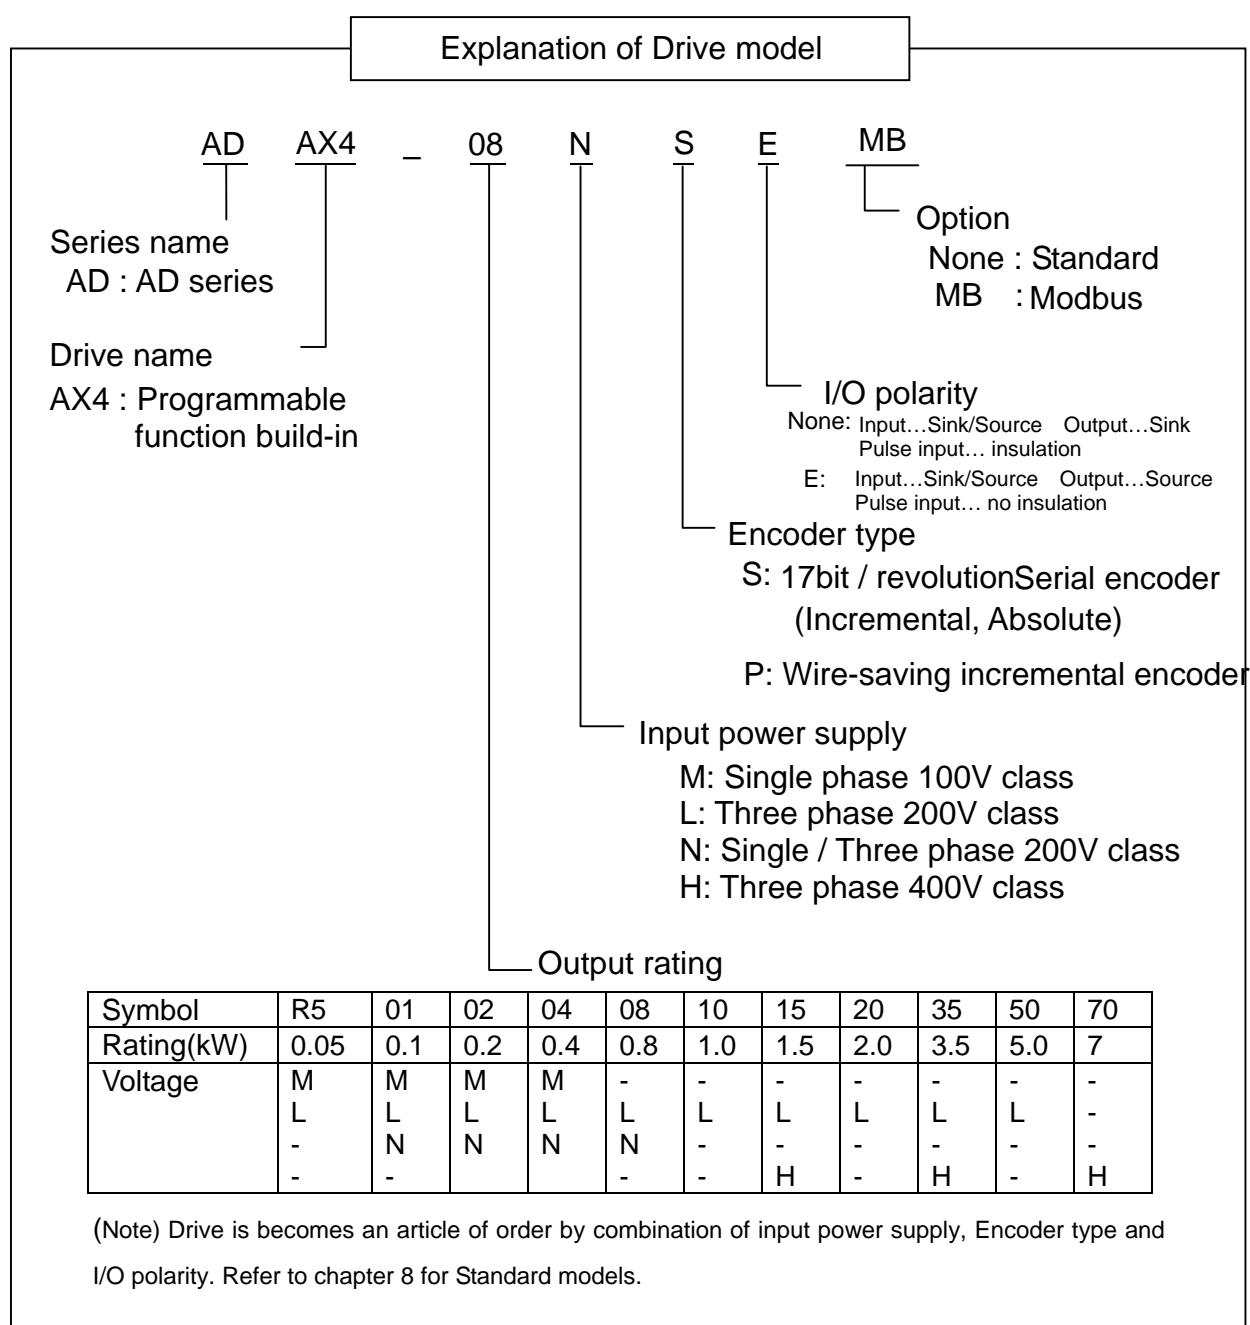 Explanation of Drive model
AD AX4 _ 08 N S E MB
Option
None : Standard
MB : Modbus
Series name
AD : AD series
Drive name
AX4 : Programmable
function build-in
I/O polarity
None: Input…Sink/Source Output…Sink
Pulse input… insulation
E: Input…Sink/Source Output…Source
Pulse input… no insulation
Encoder type
S: 17bit / revolutionSerial encoder
(Incremental, Absolute)
P: Wire-saving incremental encoder
Input power supply
M: Single phase 100V class
L: Three phase 200V class
N: Single / Three phase 200V class
H: Three phase 400V class
Output rating
Symbol R5 01 02 04 08 10 15 20 35 50 70
Rating(kW) 0.05 0.1 0.2 0.4 0.8 1.0 1.5 2.0 3.5 5.0 7
Voltage M M M M - - - - - - -
L L L L L L L L L L -
- N N N N - - - - - -
- - - - H - H - H
(Note) Drive is becomes an article of order by combination of input power supply, Encoder type and
I/O polarity. Refer to chapter 8 for Standard models.